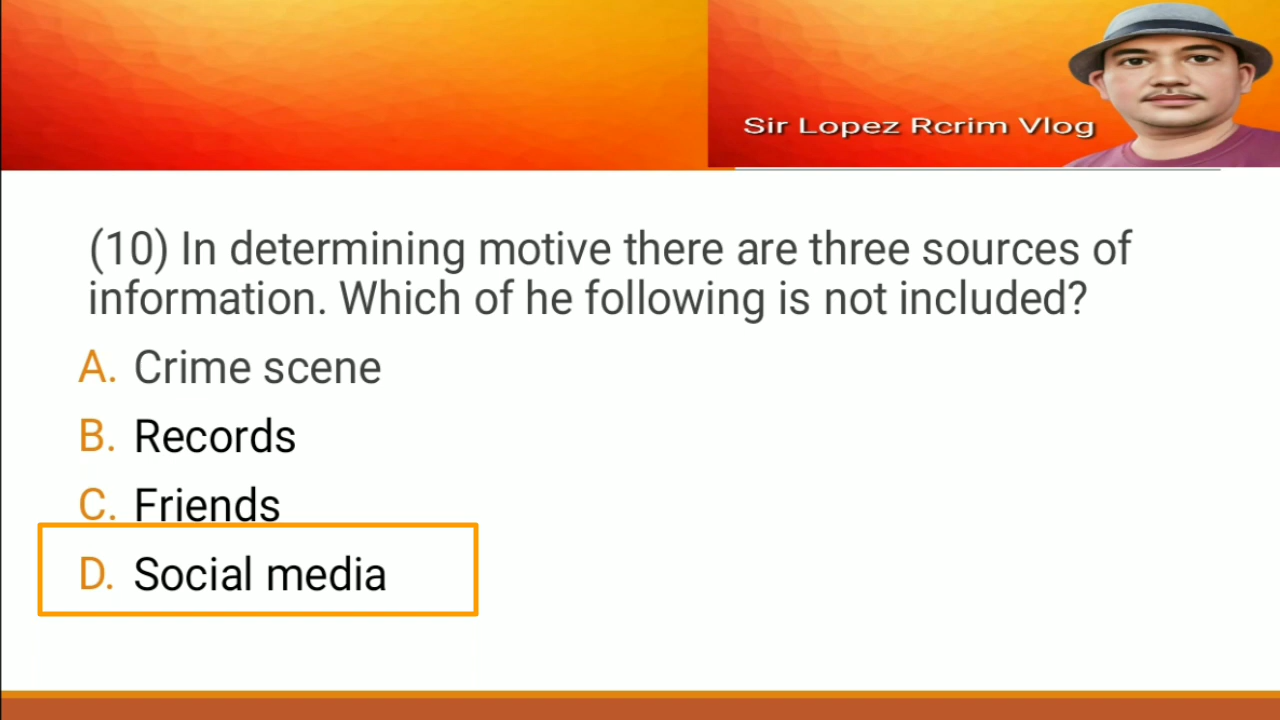 Sir Lopez Rcrim Vlog
(10) In determining motive there are three sources of
information. Which of he following is not included?
A. Crime scene
B. Records
C. Friends
D. Social media